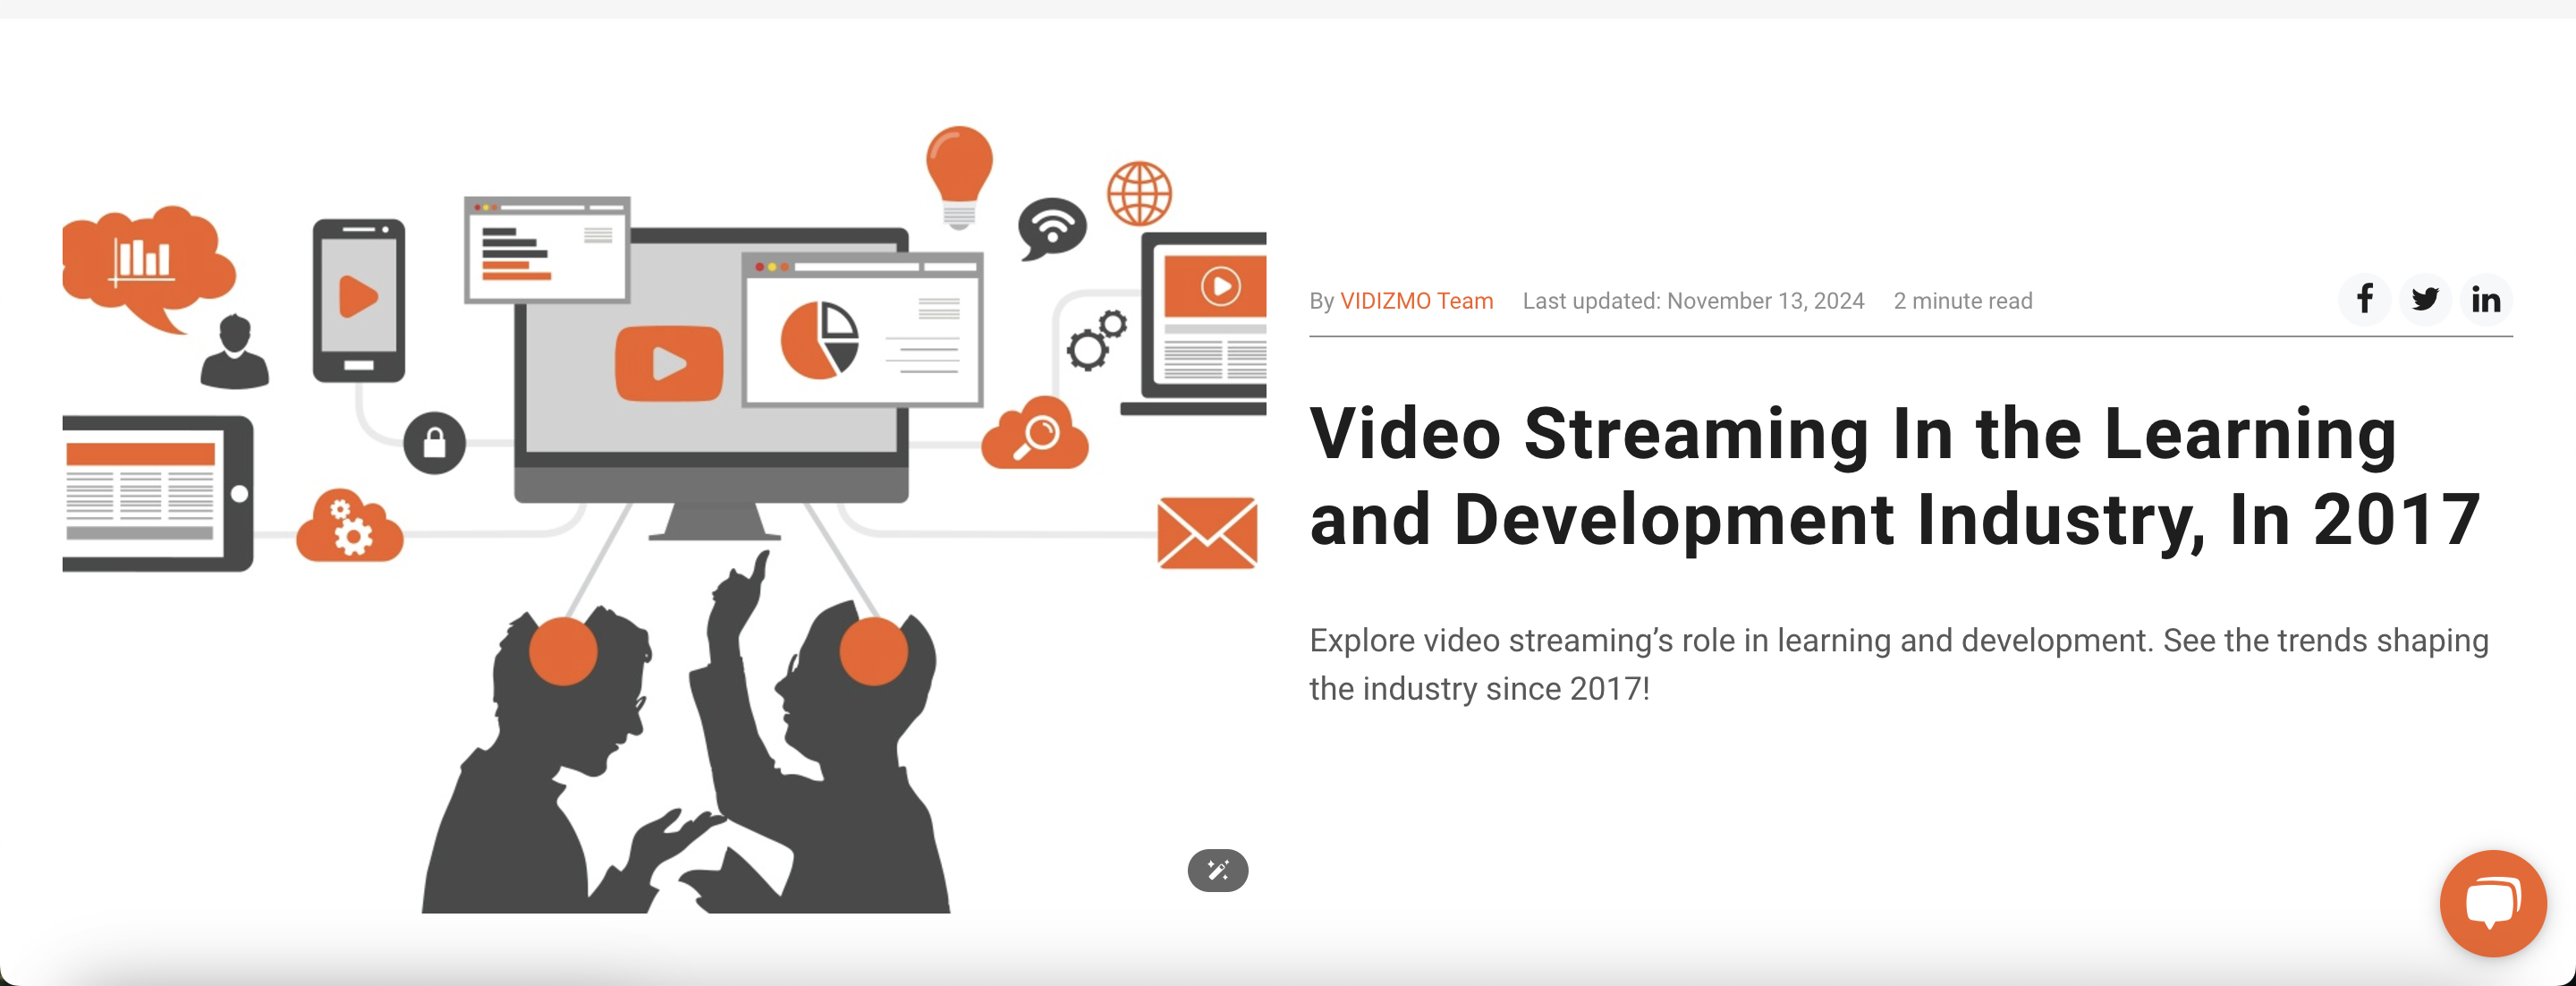 By VIDIZMO Team Last updated: November 13, 2024 2 minute read
Video Streaming In the Learning
and Development Industry, In 2017
Explore video streaming’s role in learning and development. See the trends shaping
the industry since 2017!